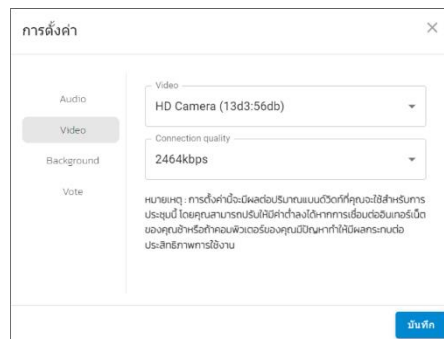 การตั้งค่า
Audio
Video
Background
Vote
Video
HD Camera (13d3:56db)
Connection quality
2464kbps
หมายเหตุ : การตั้งค่านี้จะมีผลต่อปริมาณแบนด์วิดท์ที่คุณจะใช้สำหรับการ
ประชุมนี้ โดยคุณสามารถปรับให้มีค่าต่ำลงได้หากการเชื่อมต่ออินเทอร์เน็ต
ของคุณช้าหรือถ้าคอมพิวเตอร์ของคุณมีปัญหาทำให้มีผลกระทบต่อ
ประสิทธิภาพการใช้งาน
บันทึก